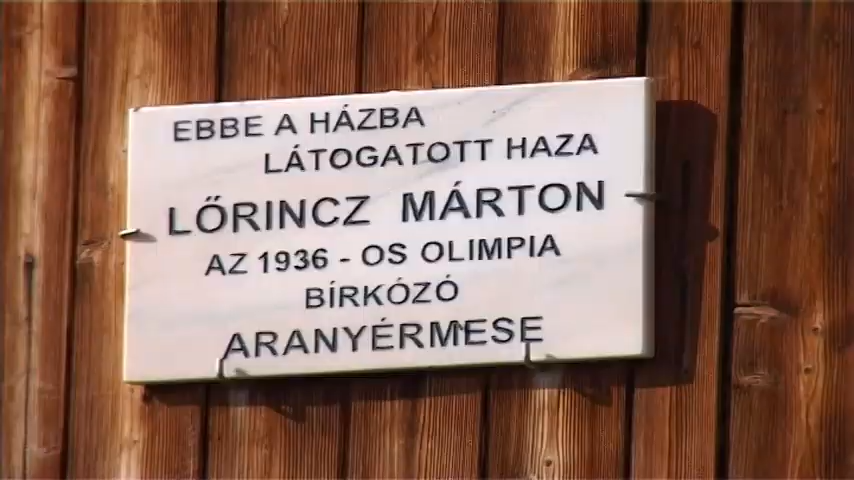 EBBE A HÁZBA
LÁTOGATOTT HAZA
LŐRINCZ MÁRTON
AZ 1936 - OS OLIMPIA
BÍRKÓZÓ
ARANYÉRMESE